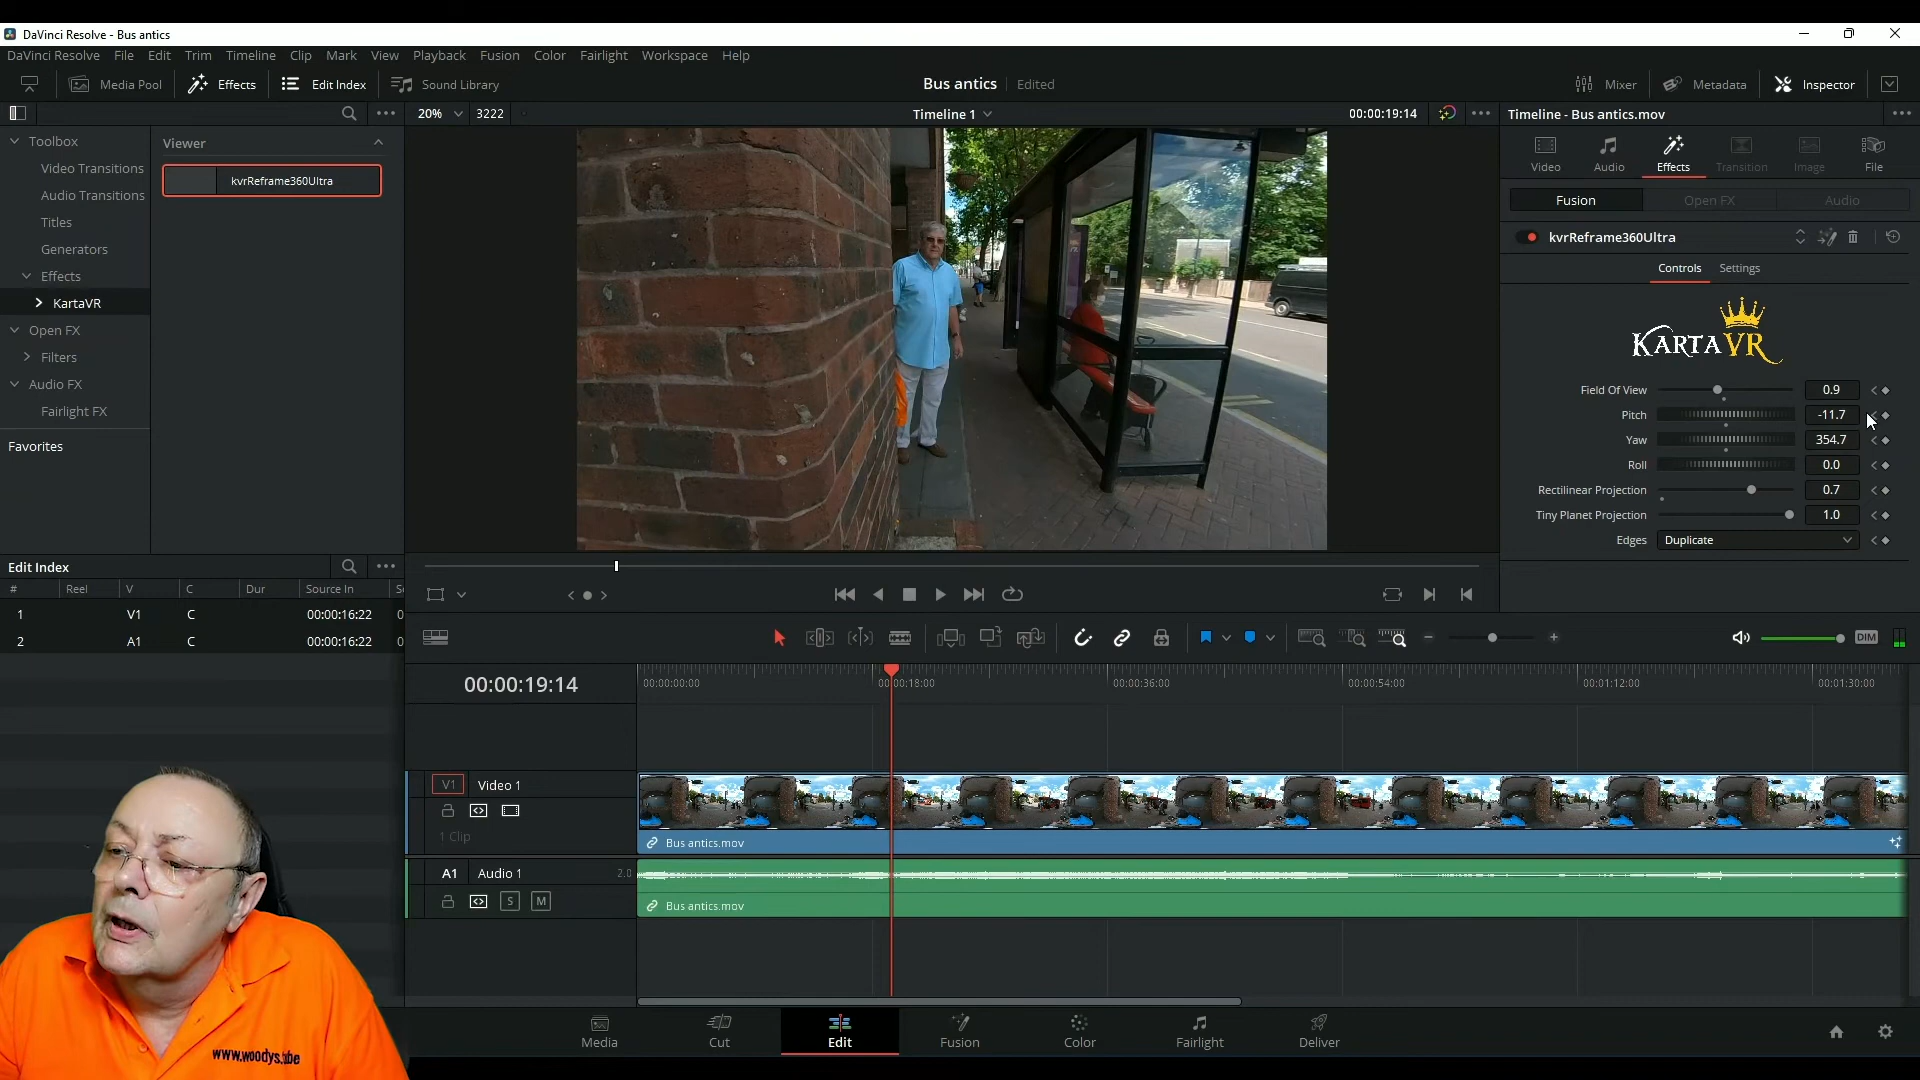 DaVinci Resolve - Bus antics
DaVinci Resolve File Edit Trim Timeline Clip Mark View Playback Fusion Color Fairlight Workspace Help
Media Pool Effects Edit Index Sound Library Bus antics Edited Mixer Metadata Inspector
20% 3222 Timeline 1 00:00:19:14 Timeline - Bus antics.mov
Toolbox
Video Transitions
Audio Transitions
Titles
Generators
Effects
KartaVR
Open FX
Filters
Audio FX
Fairlight FX
Favorites
Viewer
kvrReframe360Ultra
Video Audio Effects Transition Image File
Fusion Open FX Audio
kvrReframe360Ultra
Controls Settings
KARTAVR
Field Of View 0.9
Pitch -11.7
Yaw 354.7
Roll 0.0
Rectilinear Projection 0.7
Tiny Planet Projection 1.0
Edges Duplicate
Edit Index
# Reel V C Dur Source In S
1 V1 C 00:00:16:22 0
2 A1 C 00:00:16:22 0
DIM
00:00:19:14
00:00:00:00 00:00:18:00 00:00:36:00 00:00:54:00 00:01:12:00 00:01:30:00
V1 Video 1
1 Clip
Bus antics.mov
A1 Audio 1 2.0
S M
Bus antics.mov
www.woodys.tube
Media Cut Edit Fusion Color Fairlight Deliver